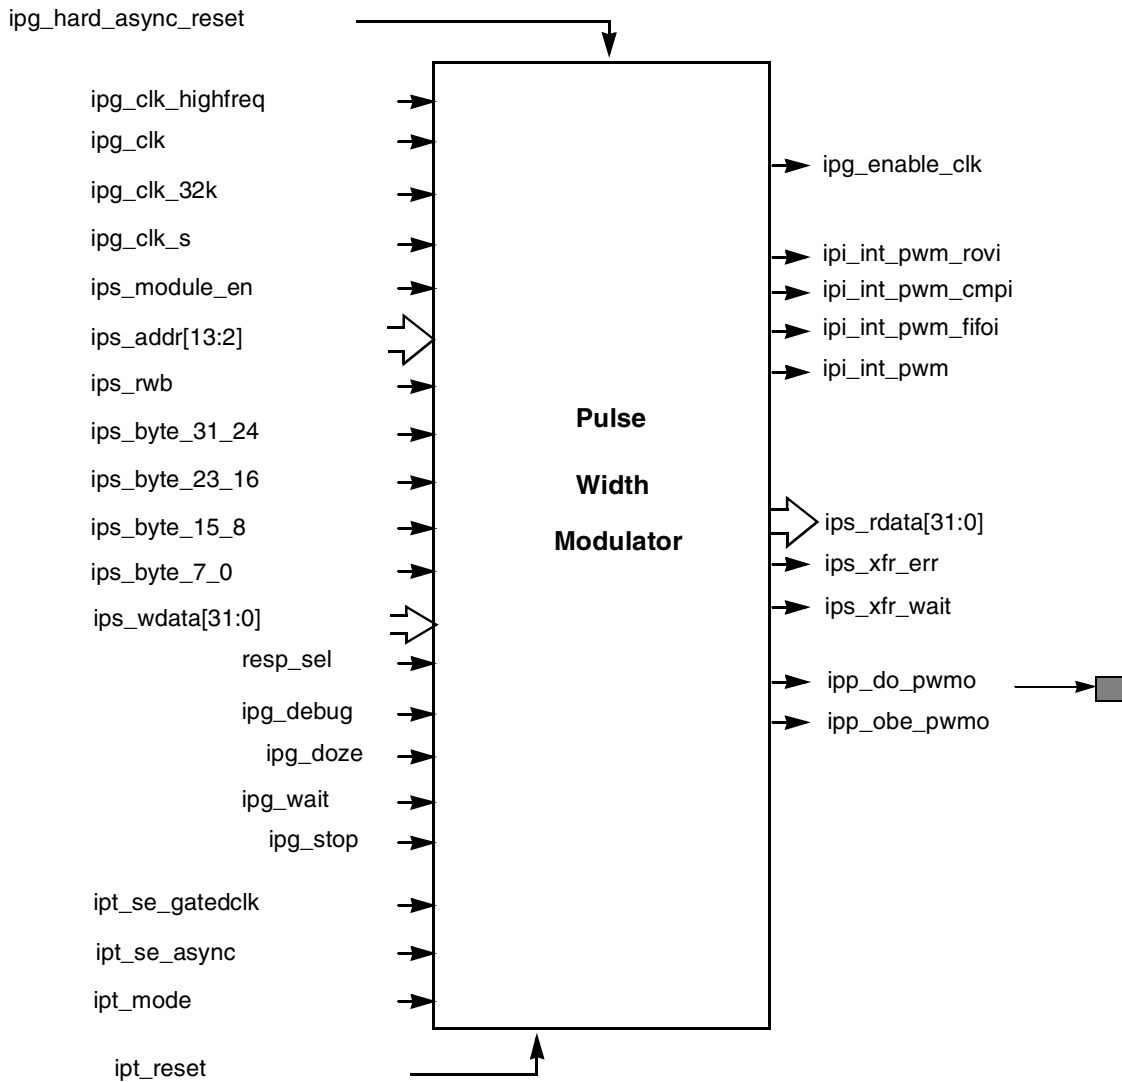 ipg_hard_async_reset
ipg_clk_highfreq
ipg_clk
ipg_clk_32k
ipg_clk_s
ips_module_en
ips_addr[13:2]
ips_rwb
ips_byte_31_24
ips_byte_23_16
ips_byte_15_8
ips_byte_7_0
ips_wdata[31:0]
resp_sel
ipg_debug
ipg_doze
ipg_wait
ipg_stop
ipt_se_gatedclk
ipt_se_async
ipt_mode
ipt_reset
Pulse
Width
Modulator
ipg_enable_clk
ipi_int_pwm_rovi
ipi_int_pwm_cmpi
ipi_int_pwm_fifoi
ipi_int_pwm
ips_rdata[31:0]
ips_xfr_err
ips_xfr_wait
ipp_do_pwmo
ipp_obe_pwmo